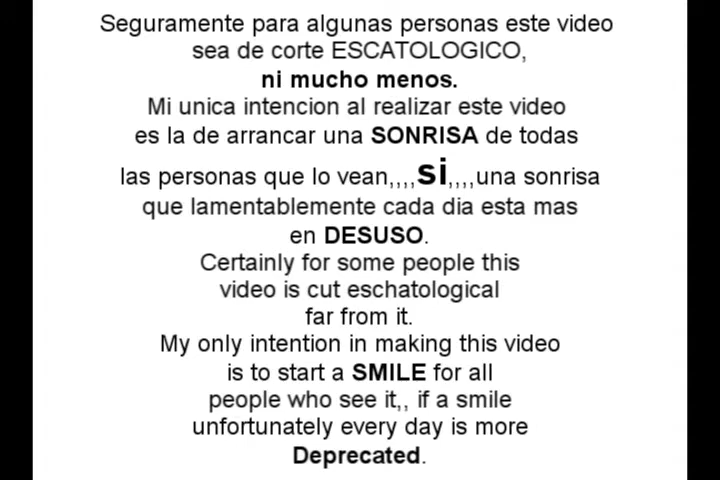 Seguramente para algunas personas este video
sea de corte ESCATOLOGICO,
ni mucho menos.
Mi unica intencion al realizar este video
es la de arrancar una SONRISA de todas
las personas que lo vean,,,,si,,,,una sonrisa
que lamentablemente cada dia esta mas
en DESUSO.
Certainly for some people this
video is cut eschatological
far from it.
My only intention in making this video
is to start a SMILE for all
people who see it,, if a smile
unfortunately every day is more
Deprecated.